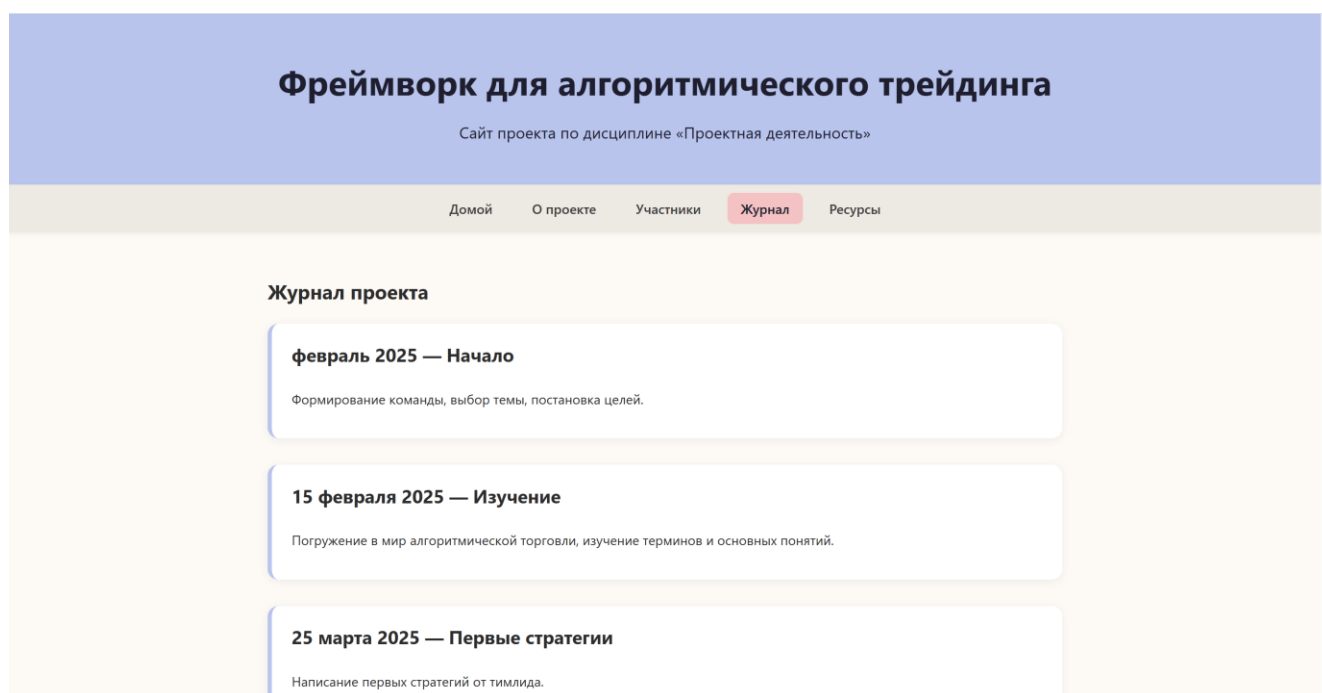 Фреймворк для алгоритмического трейдинга
Сайт проекта по дисциплине «Проектная деятельность»
Домой О проекте Участники Журнал Ресурсы
Журнал проекта
февраль 2025 — Начало
Формирование команды, выбор темы, постановка целей.
15 февраля 2025 — Изучение
Погружение в мир алгоритмической торговли, изучение терминов и основных понятий.
25 марта 2025 — Первые стратегии
Написание первых стратегий от тимлида.